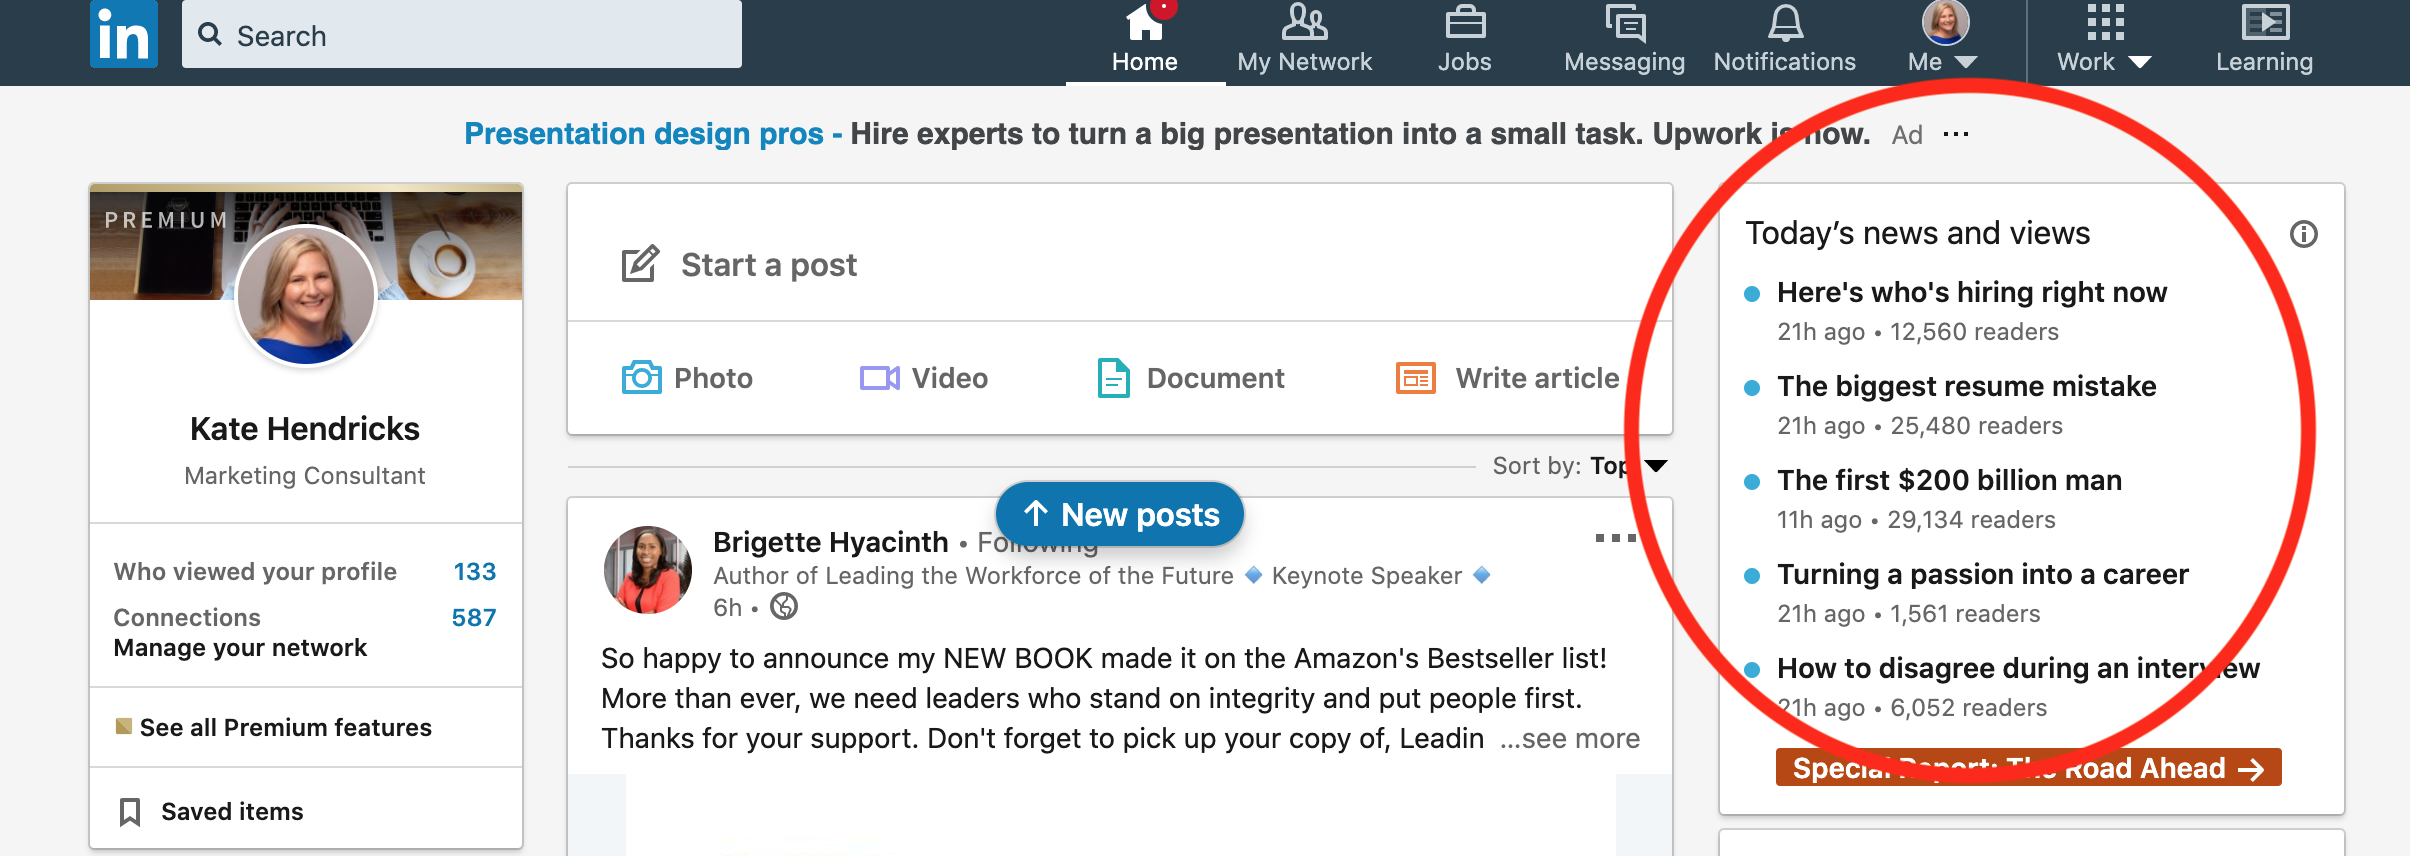 in
Search
Home
My Network
Jobs
Messaging
Notifications
Me
Work
Learning
Presentation design pros - Hire experts to turn a big presentation into a small task. Upwork is how. Ad ...
PREMIUM
Kate Hendricks
Marketing Consultant
Who viewed your profile 133
Connections 587
Manage your network
See all Premium features
Saved items
Start a post
Photo
Video
Document
Write article
Sort by: Top
↑ New posts
Brigette Hyacinth • Following
Author of Leading the Workforce of the Future 🔹 Keynote Speaker 🔹
6h •
So happy to announce my NEW BOOK made it on the Amazon's Bestseller list!
More than ever, we need leaders who stand on integrity and put people first.
Thanks for your support. Don't forget to pick up your copy of, Leadin ...see more
Today's news and views
Here's who's hiring right now
21h ago • 12,560 readers
The biggest resume mistake
21h ago • 25,480 readers
The first $200 billion man
11h ago • 29,134 readers
Turning a passion into a career
21h ago • 1,561 readers
How to disagree during an interview
21h ago • 6,052 readers
Special Report: The Road Ahead →